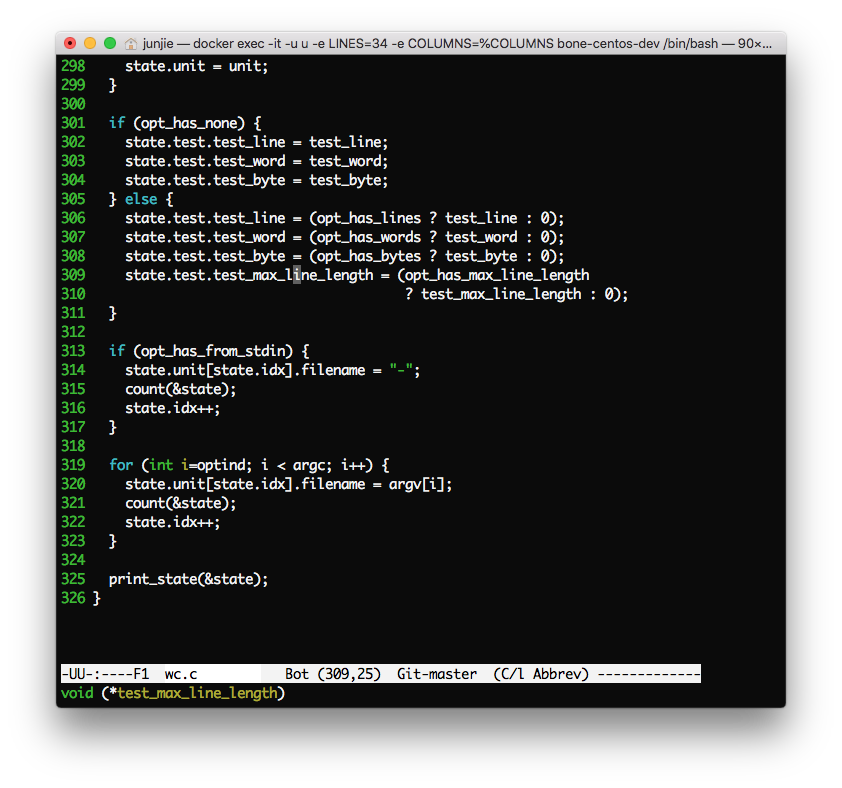 junjie — docker exec -it -u u -e LINES=34 -e COLUMNS=%COLUMNS bone-centos-dev /bin/bash — 90×…
298     state.unit = unit;
299   }
300
301   if (opt_has_none) {
302     state.test.test_line = test_line;
303     state.test.test_word = test_word;
304     state.test.test_byte = test_byte;
305   } else {
306     state.test.test_line = (opt_has_lines ? test_line : 0);
307     state.test.test_word = (opt_has_words ? test_word : 0);
308     state.test.test_byte = (opt_has_bytes ? test_byte : 0);
309     state.test.test_max_line_length = (opt_has_max_line_length
310                                        ? test_max_line_length : 0);
311   }
312
313   if (opt_has_from_stdin) {
314     state.unit[state.idx].filename = "-";
315     count(&state);
316     state.idx++;
317   }
318
319   for (int i=optind; i < argc; i++) {
320     state.unit[state.idx].filename = argv[i];
321     count(&state);
322     state.idx++;
323   }
324
325   print_state(&state);
326 }
-UU-:----F1  wc.c           Bot (309,25)  Git-master  (C/l Abbrev) -------------
void (*test_max_line_length)